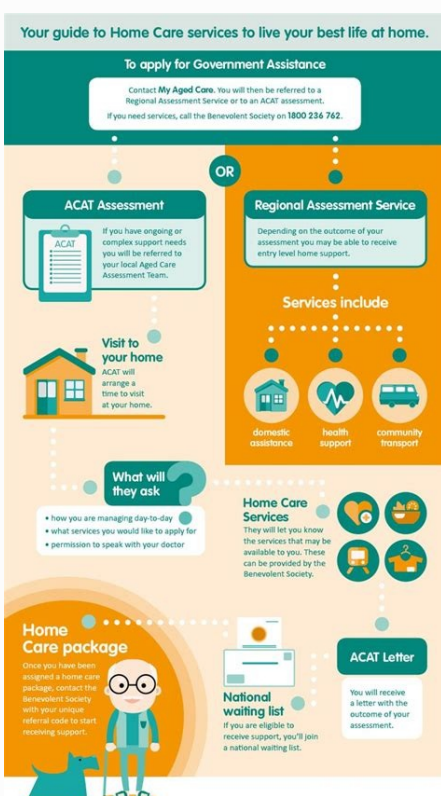 Your guide to Home Care services to live your best life at home.
To apply for Government Assistance
Contact My Aged Care. You will then be referred to a
Regional Assessment Service or to an ACAT assessment.
If you need services, call the Benevolent Society on 1800 236 762.
OR
ACAT Assessment
ACAT
If you have ongoing or
complex support needs
you will be referred to
your local Aged Care
Assessment Team.
Regional Assessment Service
Depending on the outcome of your
assessment you may be able to receive
entry level home support.
Services include
domestic
assistance
health
support
community
transport
Visit to
your home
ACAT will
arrange a
time to visit
at your home.
What will
they ask
?
• how you are managing day-to-day
• what services you would like to apply for
• permission to speak with your doctor
Home Care
Services
They will let you know
the services that may be
available to you. These
can be provided by the
Benevolent Society.
ACAT Letter
You will receive
a letter with the
outcome of your
assessment.
National
waiting list
If you are eligible to
receive support, you'll join
a national waiting list.
Home
Care package
Once you have been
assigned a home care
package, contact the
Benevolent Society
with your unique
referral code to start
receiving support.